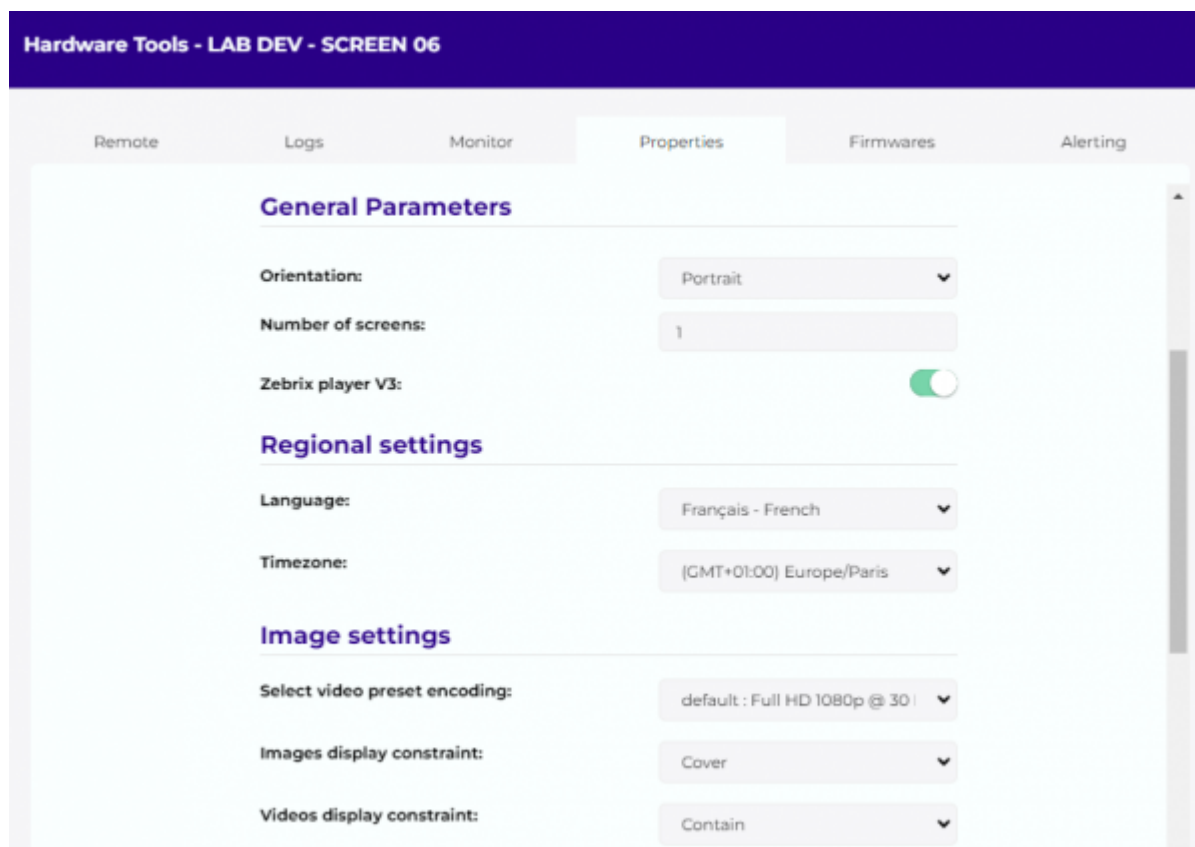 Hardware Tools - LAB DEV - SCREEN 06
Remote Logs Monitor Properties Firmwares Alerting
General Parameters
Orientation: Portrait
Number of screens: 1
Zebrix player V3:
Regional settings
Language: Français - French
Timezone: (GMT+01:00) Europe/Paris
Image settings
Select video preset encoding: default : Full HD 1080p @ 30
Images display constraint: Cover
Videos display constraint: Contain